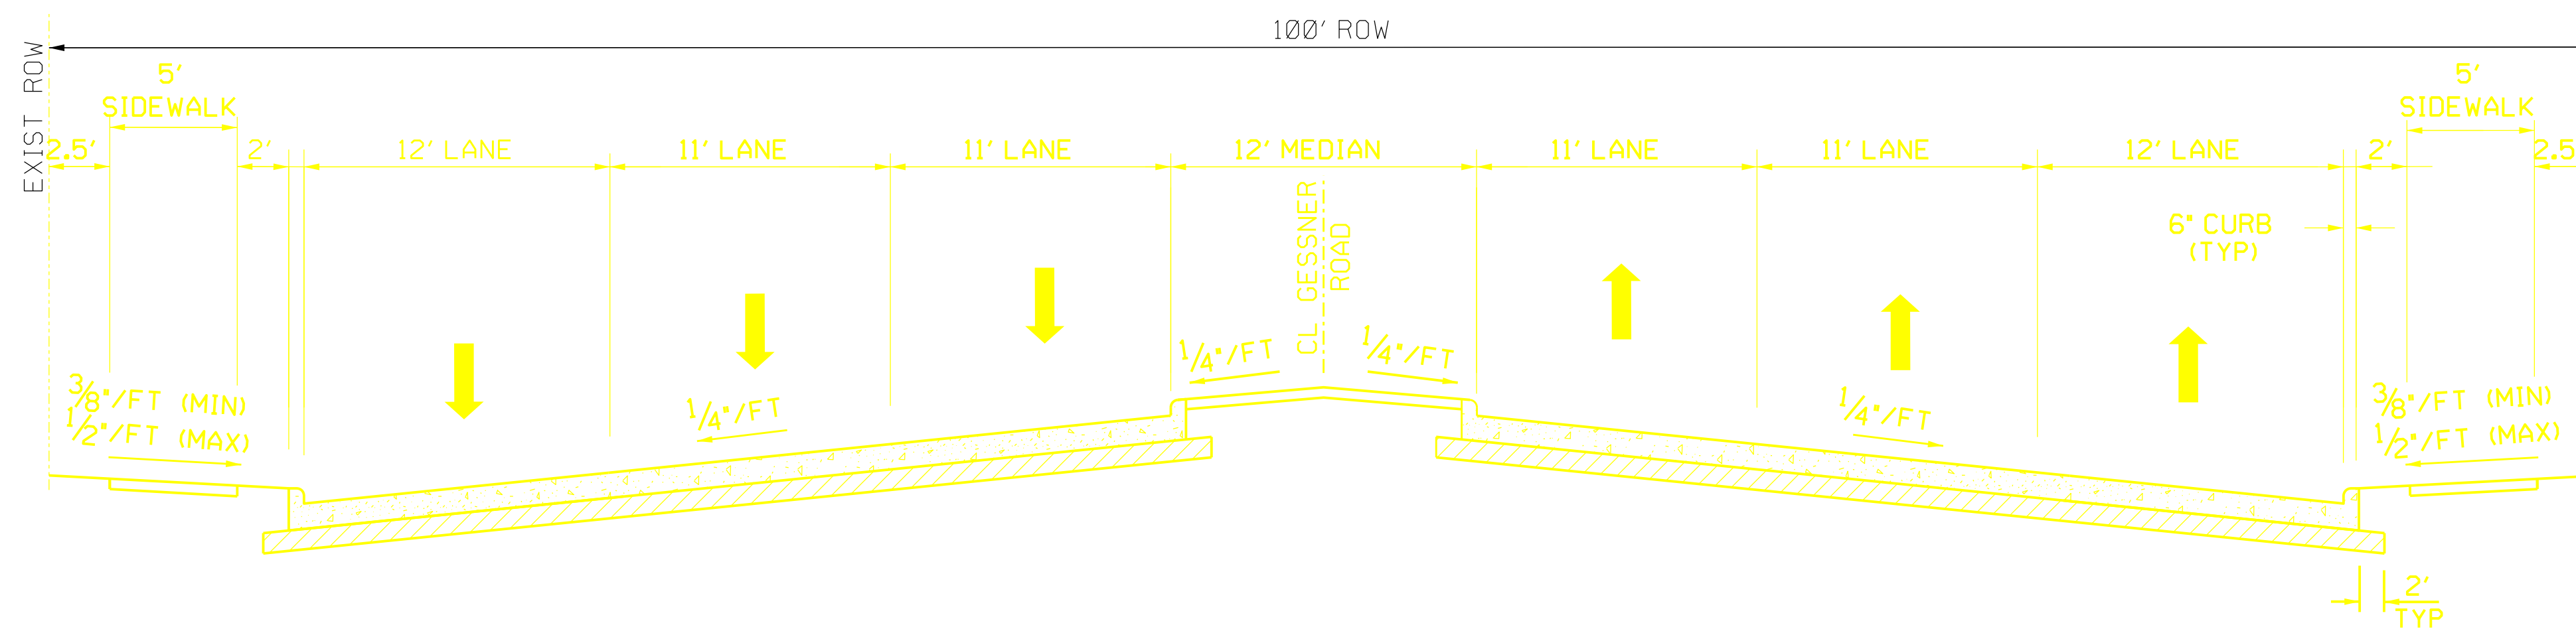 100' ROW
EXIST ROW
5'
SIDEWALK
5'
SIDEWALK
2.5'
2'
12' LANE
11' LANE
11' LANE
12' MEDIAN
11' LANE
11' LANE
12' LANE
2'
2.5
CL GESSNER
ROAD
6" CURB
(TYP)
1/4"/FT
1/4"/FT
3/8"/FT (MIN)
1/2"/FT (MAX)
1/4"/FT
1/4"/FT
3/8"/FT (MIN)
1/2"/FT (MAX)
2'
TYP